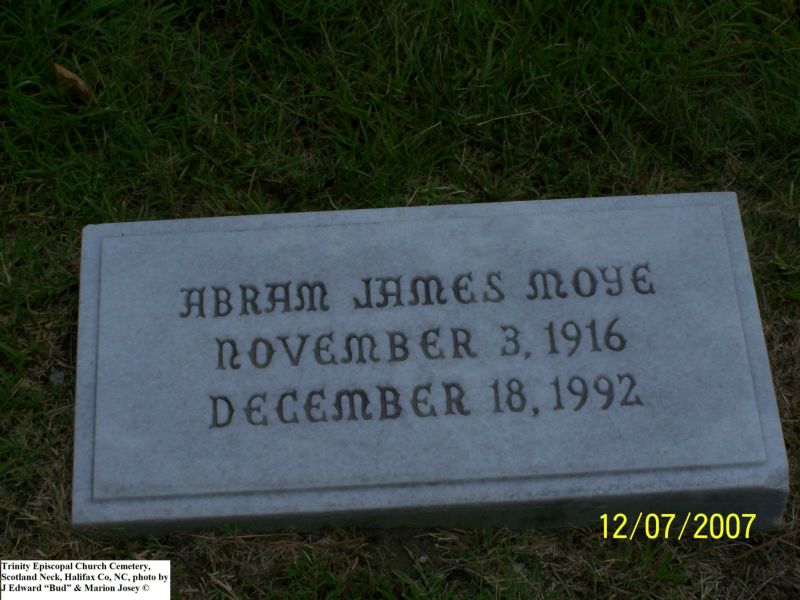 ABRAM JAMES MOYE
NOVEMBER 3, 1916
DECEMBER 18, 1992
12/07/2007
Trinity Episcopal Church Cemetery,
Scotland Neck, Halifax Co, NC, photo by
J Edward “Bud” & Marion Josey ©